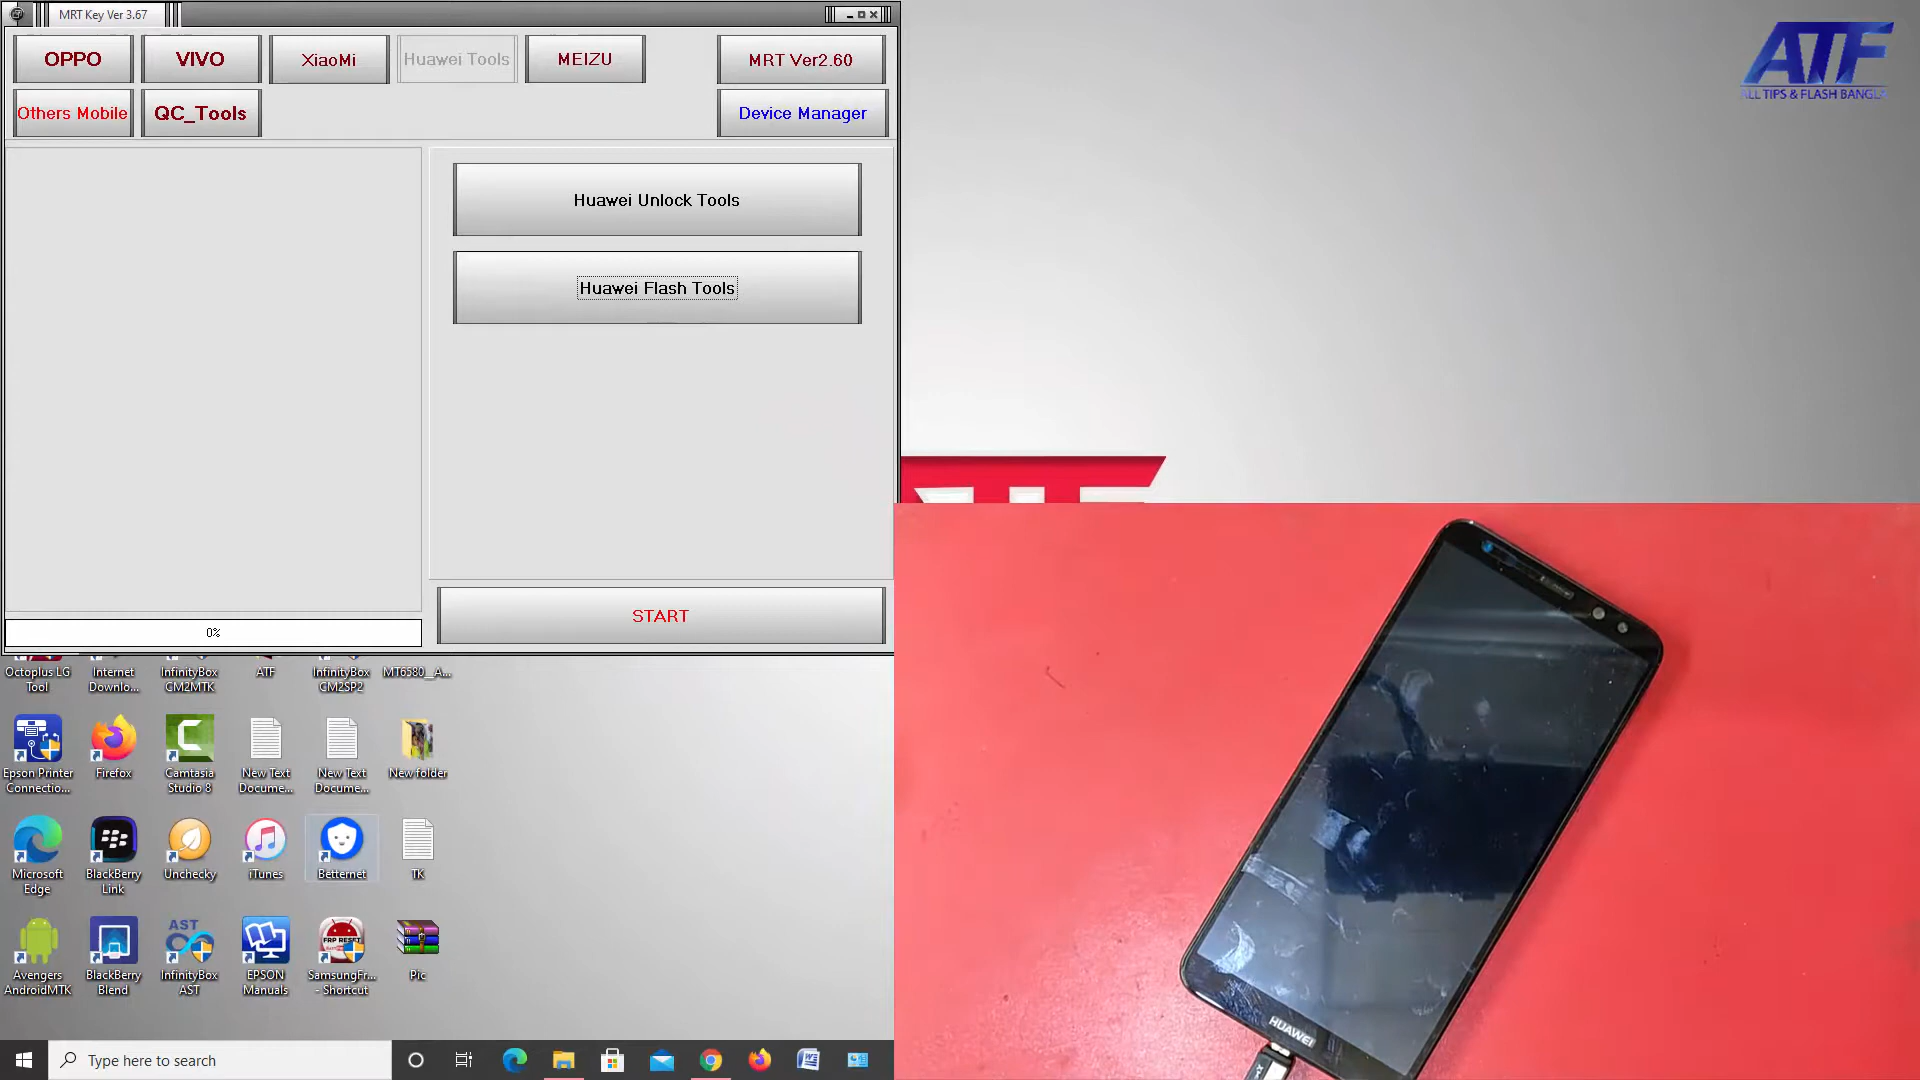 MRT Key Ver 3.67
OPPO
VIVO
XiaoMi
Huawei Tools
MEIZU
MRT Ver2.60
Others Mobile
QC_Tools
Device Manager
Huawei Unlock Tools
Huawei Flash Tools
START
0%
ATF
ALL TIPS & FLASH BANGLA
Octoplus LG
Tool
Internet
Downlo...
InfinityBox
CM2MTK
ATF
InfinityBox
CM2SP2
MT6580__A...
Epson Printer
Connectio...
Firefox
Camtasia
Studio 8
New Text
Docume...
New Text
Docume...
New folder
Microsoft
Edge
BlackBerry
Link
Unchecky
iTunes
Betternet
TK
Avengers
AndroidMTK
BlackBerry
Blend
AST
InfinityBox
AST
EPSON
Manuals
FRP RESET
SamsungFr...
- Shortcut
Pic
Type here to search
HUAWEI